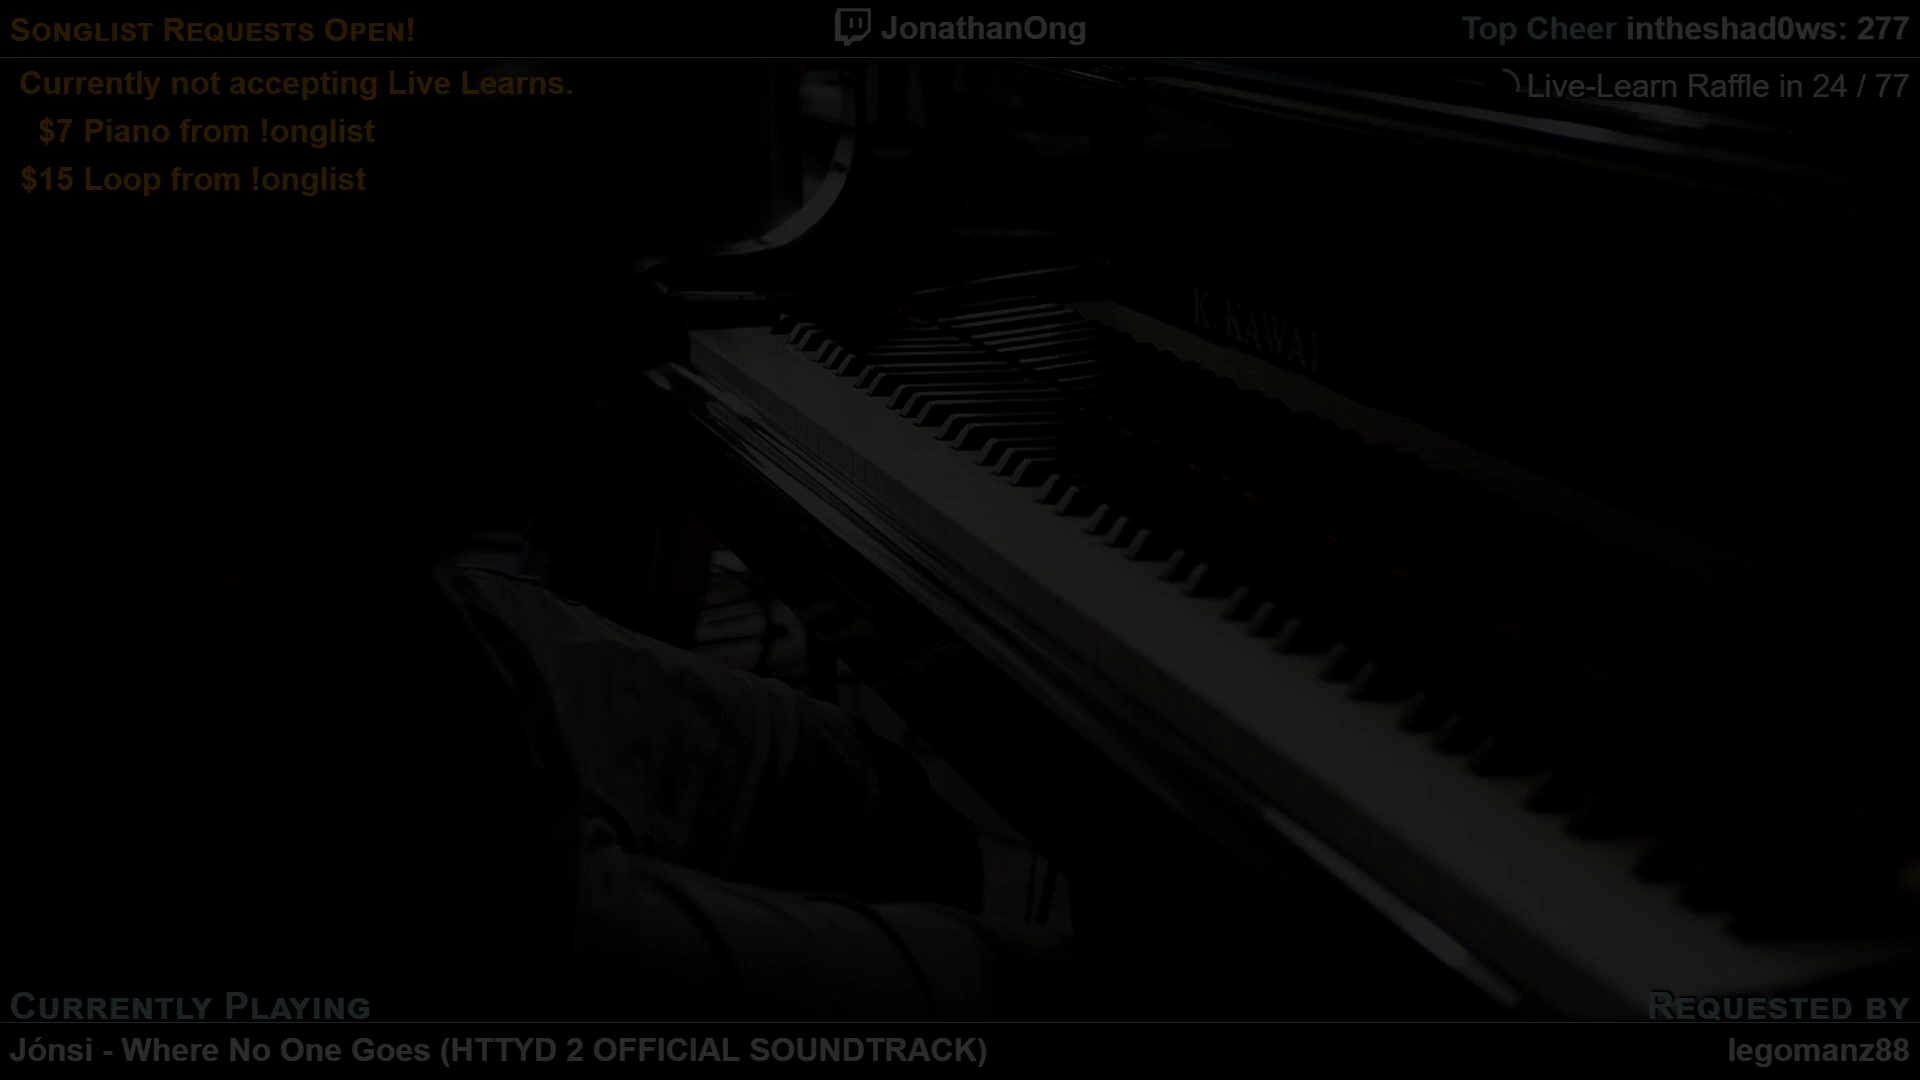 Songlist Requests Open!
JonathanOng
Top Cheer intheshad0ws: 277
Currently not accepting Live Learns.
Live-Learn Raffle in 24 / 77
$7 Piano from !onglist
$15 Loop from !onglist
K.KAWAI
Currently Playing
Requested by
Jónsi - Where No One Goes (HTTYD 2 OFFICIAL SOUNDTRACK)
legomanz88